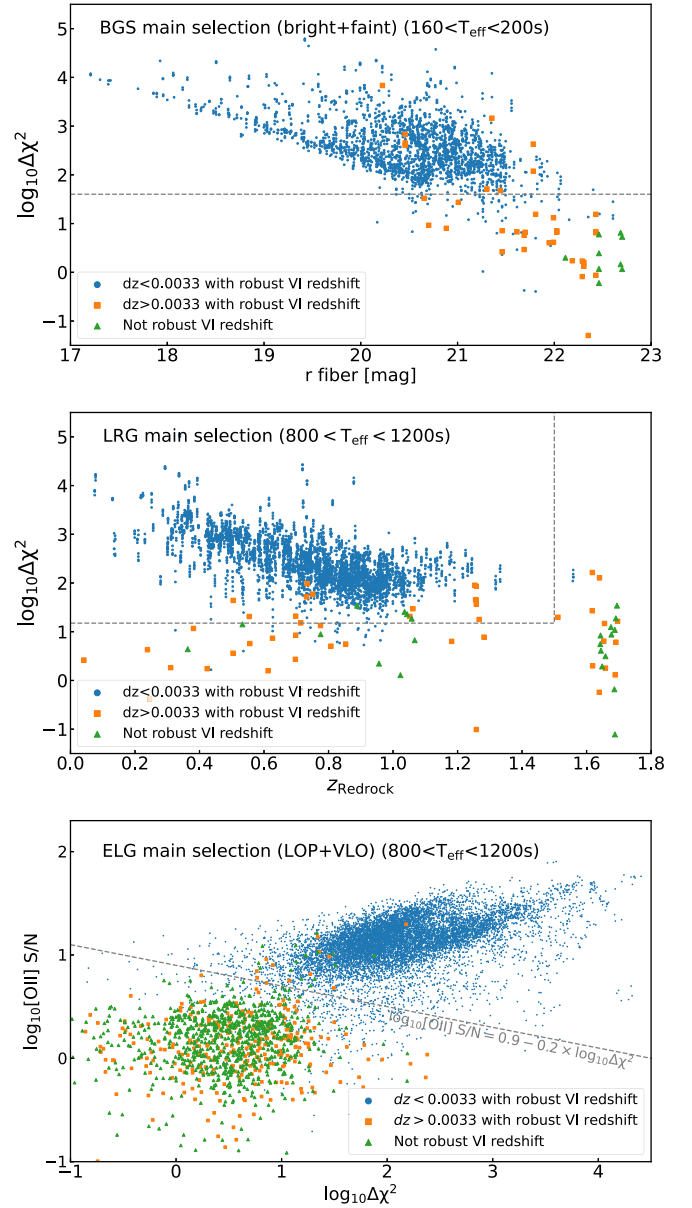 BGS main selection (bright+faint) (160<T_eff<200s)
log₁₀Δχ²
5
4
3
2
1
0
−1
dz<0.0033 with robust VI redshift
dz>0.0033 with robust VI redshift
Not robust VI redshift
17 18 19 20 21 22 23
r fiber [mag]
LRG main selection (800 < T_eff < 1200s)
log₁₀Δχ²
5
4
3
2
1
0
−1
dz<0.0033 with robust VI redshift
dz>0.0033 with robust VI redshift
Not robust VI redshift
0.0 0.2 0.4 0.6 0.8 1.0 1.2 1.4 1.6 1.8
z_Redrock
ELG main selection (LOP+VLO) (800<T_eff<1200s)
log₁₀[OII] S/N
2
1
0
−1
log₁₀[OII] S/N = 0.9 − 0.2 × log₁₀Δχ²
dz < 0.0033 with robust VI redshift
dz > 0.0033 with robust VI redshift
Not robust VI redshift
−1 0 1 2 3 4
log₁₀Δχ²